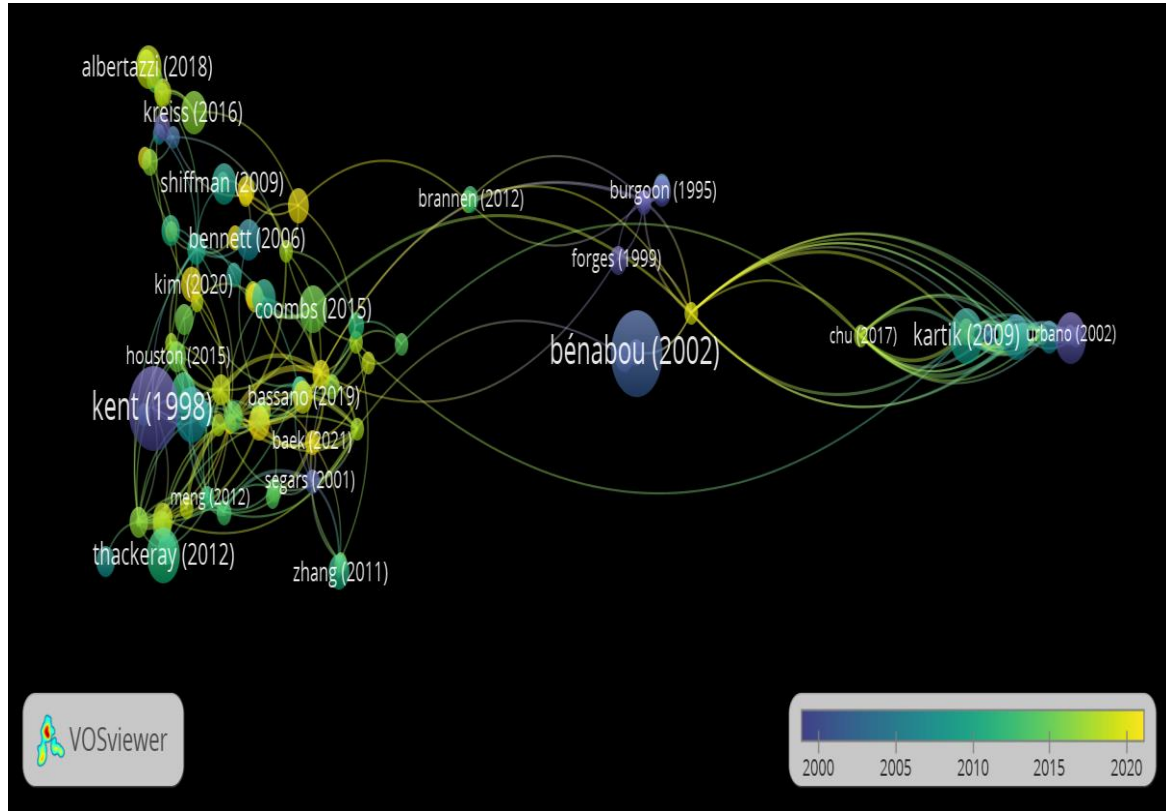 albertazzi (2018)
kreiss (2016)
shiffman (2009)
brannen (2012)
burgoon (1995)
bennett (2006)
forges (1999)
kim (2020)
coombs (2015)
chu (2017)
kartik (2009)
urbano (2002)
bénabou (2002)
houston (2015)
kent (1998)
bassano (2019)
baek (2021)
segars (2001)
meng (2012)
thackeray (2012)
zhang (2011)
VOSviewer
2000 2005 2010 2015 2020